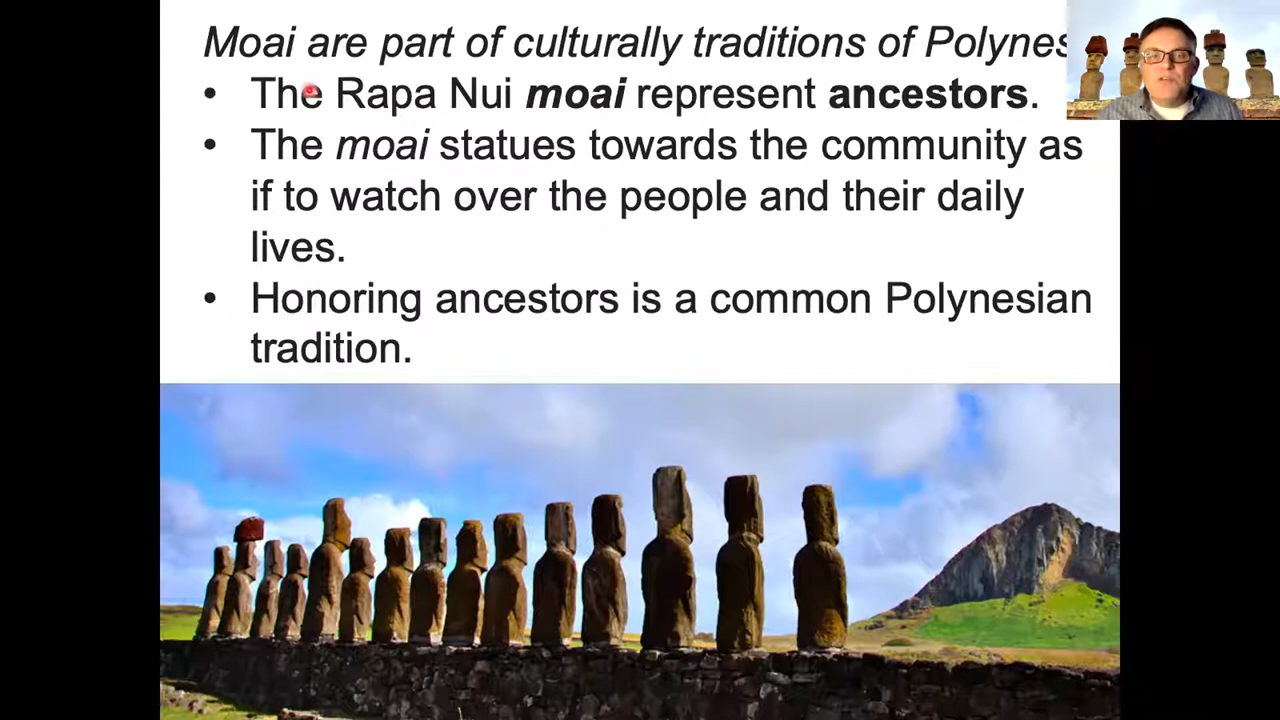 Moai are part of culturally traditions of Polynes
• The Rapa Nui moai represent ancestors.
• The moai statues towards the community as
if to watch over the people and their daily
lives.
• Honoring ancestors is a common Polynesian
tradition.